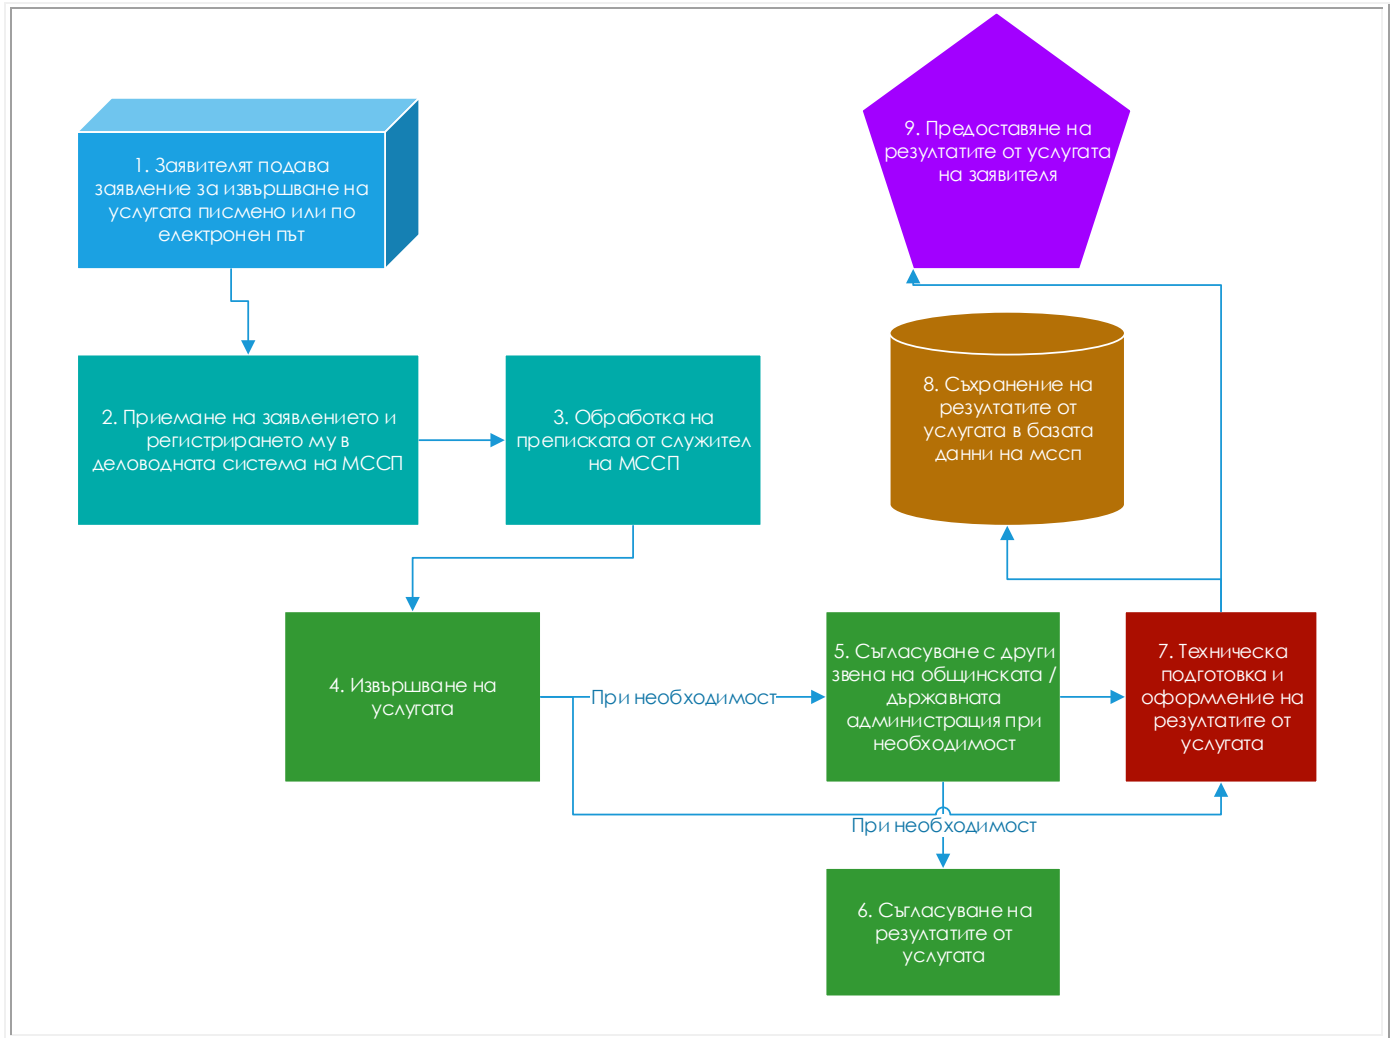 1. Заявителят подава
заявление за извършване на
услугата писмено или по
електронен път
2. Приемане на заявлението и
регистрирането му в
деловодната система на МССП
3. Обработка на
преписката от служител
на МССП
4. Извършване на
услугата
При необходимост
5. Съгласуване с други
звена на общинската /
държавната
администрация при
необходимост
При необходимост
6. Съгласуване на
резултатите от
услугата
7. Техническа
подготовка и
оформление на
резултатите от
услугата
8. Съхранение на
резултатите от
услугата в базата
данни на мссп
9. Предоставяне на
резултатите от услугата
на заявителя